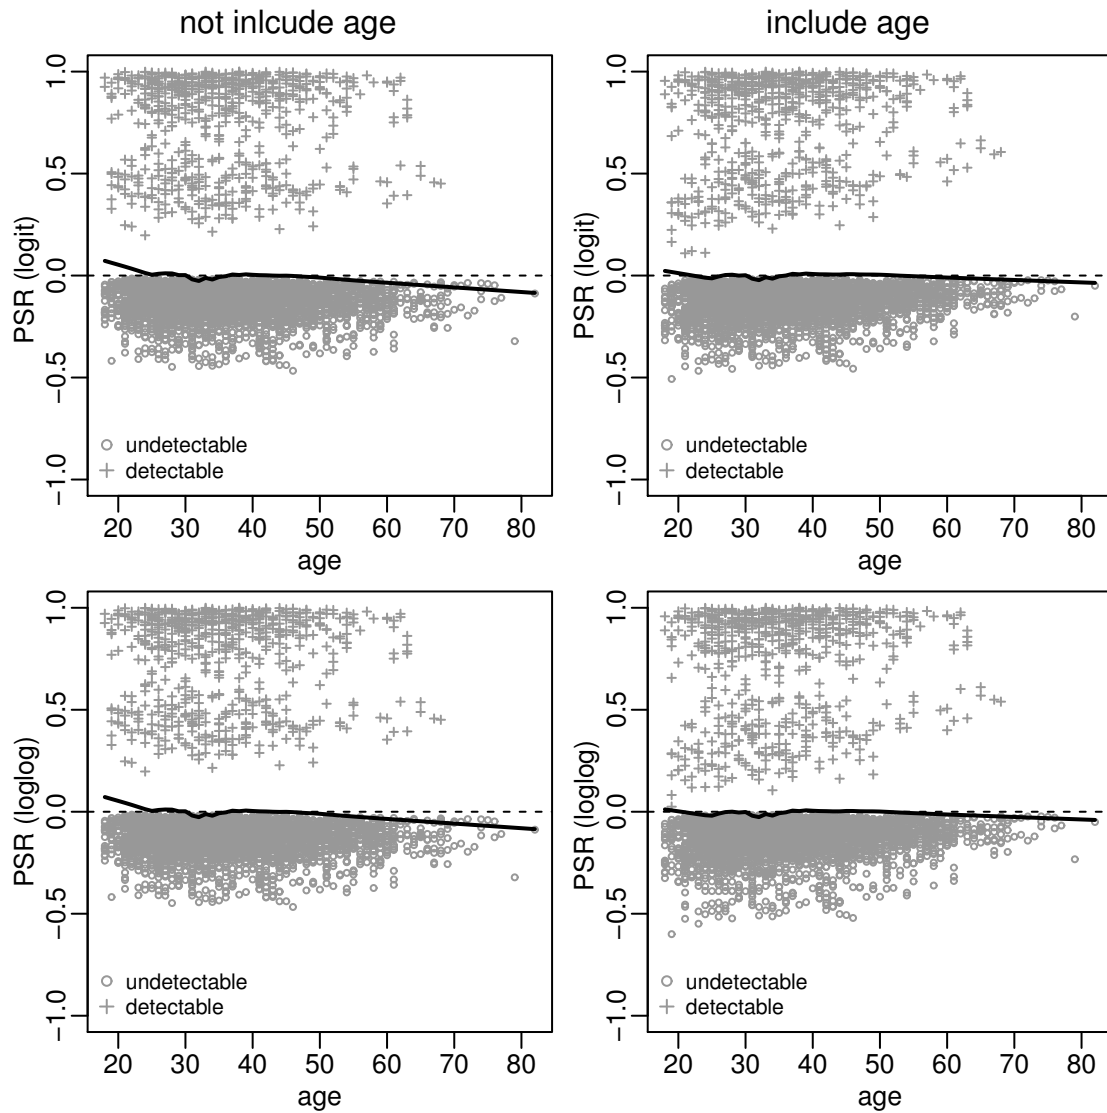 not inlcude age
include age
PSR (logit)
1.0
0.5
0.0
−0.5
−1.0
undetectable
detectable
20 30 40 50 60 70 80
age
PSR (logit)
1.0
0.5
0.0
−0.5
−1.0
undetectable
detectable
20 30 40 50 60 70 80
age
PSR (loglog)
1.0
0.5
0.0
−0.5
−1.0
undetectable
detectable
20 30 40 50 60 70 80
age
PSR (loglog)
1.0
0.5
0.0
−0.5
−1.0
undetectable
detectable
20 30 40 50 60 70 80
age